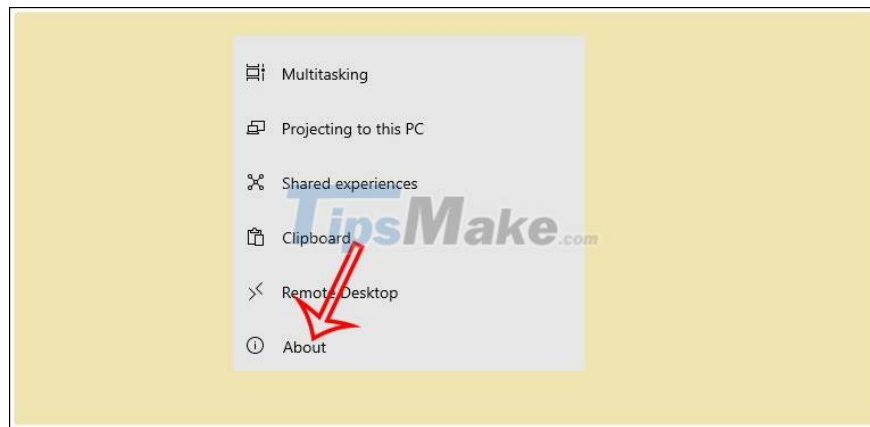 Multitasking
Projecting to this PC
Shared experiences
TipsMake.com
Clipboard
Remote Desktop
About